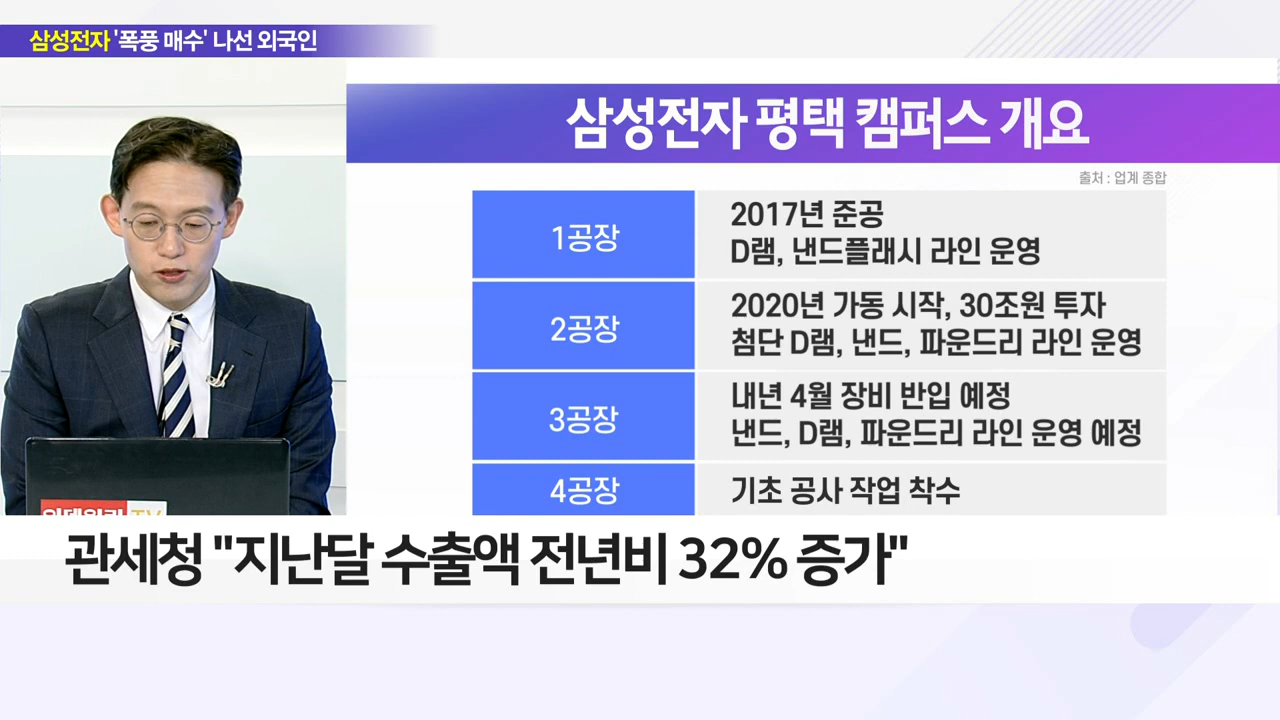 삼성전자 '폭풍 매수' 나선 외국인
삼성전자 평택 캠퍼스 개요
출처 : 업계 종합
1공장
2017년 준공
D램, 낸드플래시 라인 운영
2공장
2020년 가동 시작, 30조원 투자
첨단 D램, 낸드, 파운드리 라인 운영
3공장
내년 4월 장비 반입 예정
낸드, D램, 파운드리 라인 운영 예정
4공장
기초 공사 작업 착수
관세청 "지난달 수출액 전년비 32% 증가"